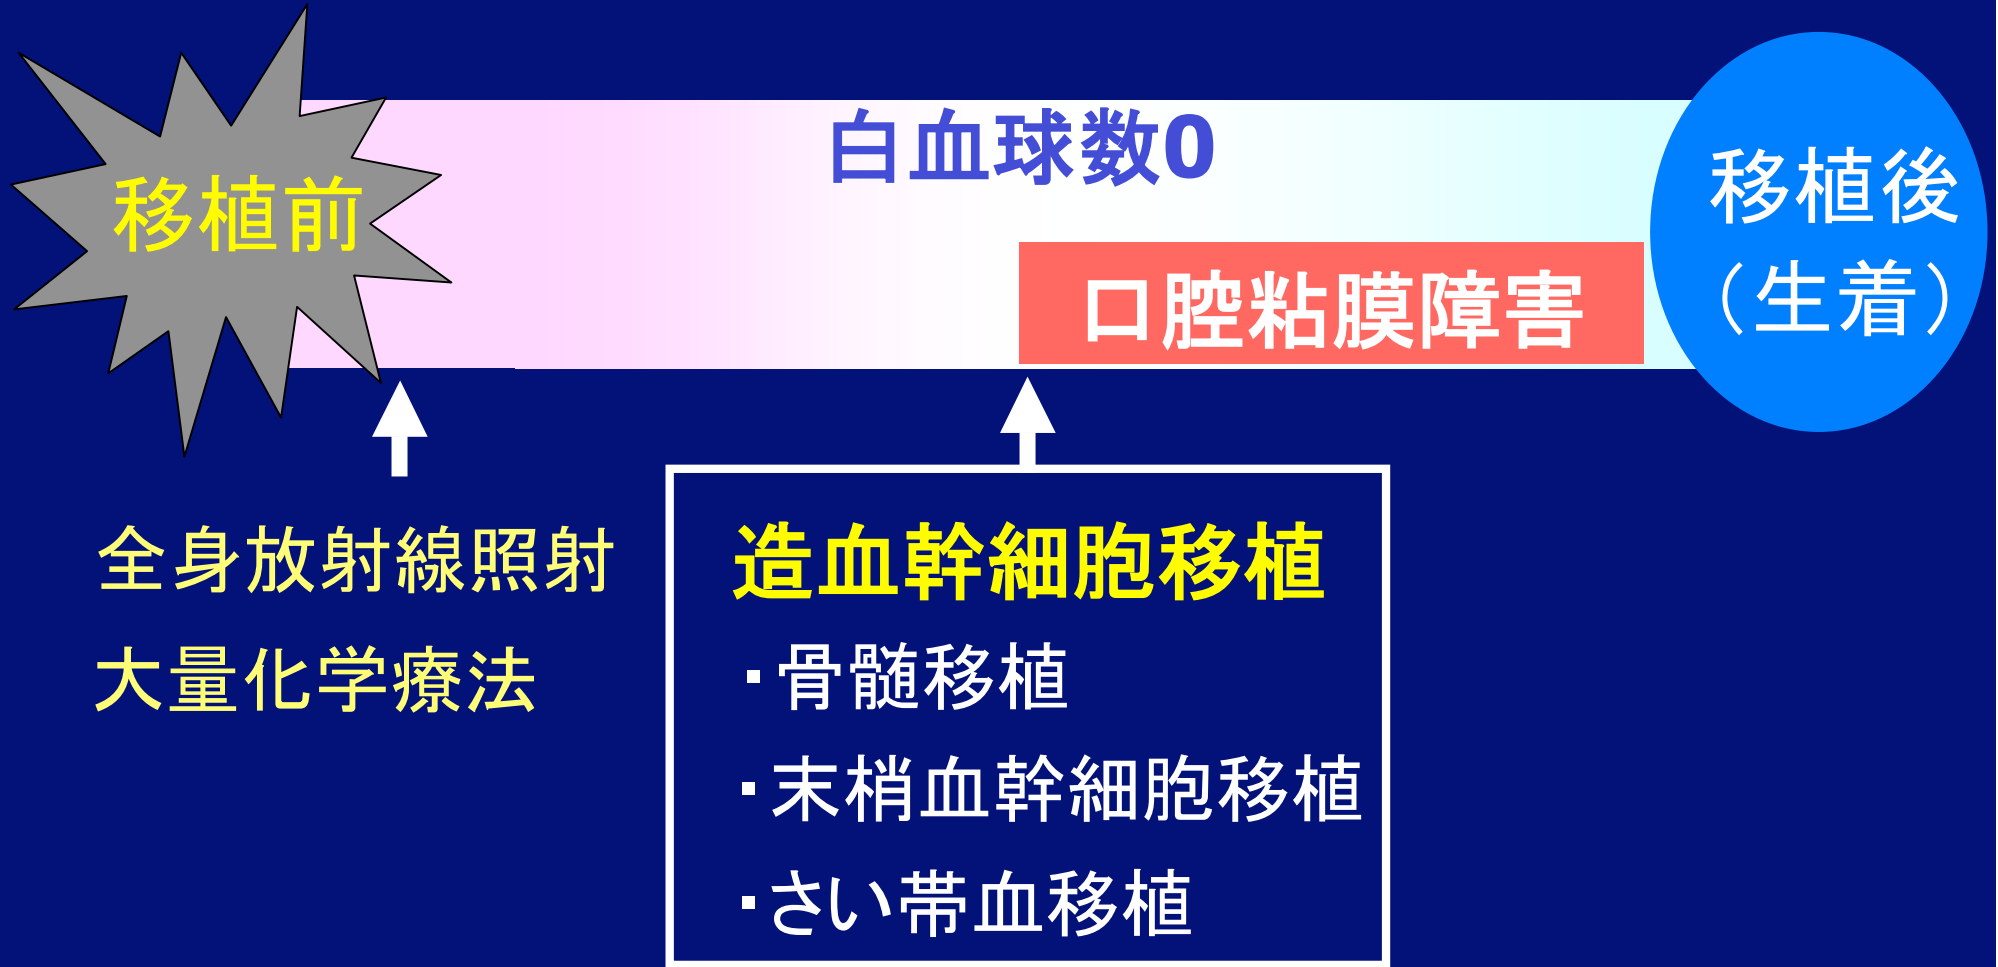 移植前
白血球数0
口腔粘膜障害
移植後
（生着）
全身放射線照射
大量化学療法
造血幹細胞移植
・骨髄移植
・末梢血幹細胞移植
・さい帯血移植